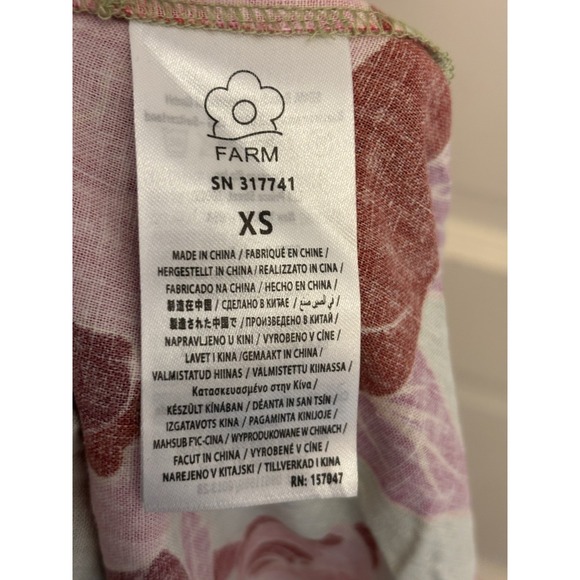 FARM
SN 317741
XS
MADE IN CHINA / FABRIQUÉ EN CHINE /
HERGESTELLT IN CHINA / REALIZZATO IN CINA /
FABRICADO NA CHINA / HECHO EN CHINA /
製造在中国 / СДЕЛАНО В КИТАЕ / في الصين صنع /
製造された中国で / ПРОИЗВЕДЕНО В КИТАЙ /
NAPRAVLJENO U KINI / VYROBENO V ČÍNE /
LAVET I KINA /GEMAAKT IN CHINA /
VALMISTATUD HIINAS / VALMISTETTU KIINASSA /
Κατασκευασμένο στην Κίνα /
KÉSZÜLT KÍNÁBAN / DÉANTA IN SAN TSÍN /
IZGATAVOTS KINA / PAGAMINTA KINIJOJE /
MAHSUB F'IĊ-CINA / WYPRODUKOWANE W CHINACH /
FACUT IN CHINA / VYROBENÉ V CÍNE /
NAREJENO V KITAJSKI / TILLVERKAD I KINA
RN: 157047